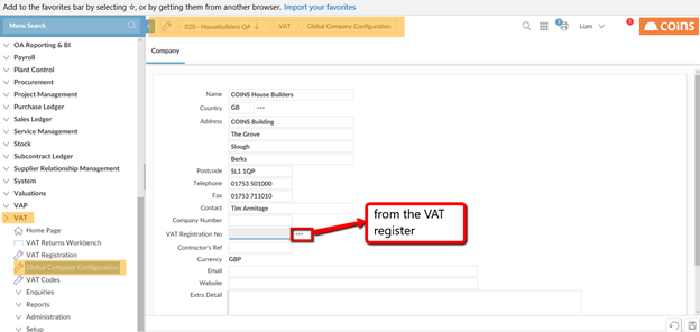 Add to the favorites bar by selecting ☆, or by getting them from another browser. Import your favorites
Menu Search
020 - Housebuilders QA
VAT
Global Company Configuration
Liam
coins
OA Reporting & BI
Payroll
Plant Control
Procurement
Project Management
Purchase Ledger
Sales Ledger
Service Management
Stock
Subcontract Ledger
Supplier Relationship Management
System
Valuations
VAP
VAT
Home Page
VAT Returns Workbench
VAT Registration
Global Company Configuration
VAT Codes
Enquiries
Reports
Administration
Setup
Company
Name COINS House Builders
Country GB
Address COINS Building
The Grove
Slough
Berks
Postcode SL1 1QP
Telephone 01753 501000
Fax 01753 711010
Contact Tim Armitage
Company Number
VAT Registration No
Contractor's Ref
Currency GBP
Email
Website
Extra Detail
from the VAT
register